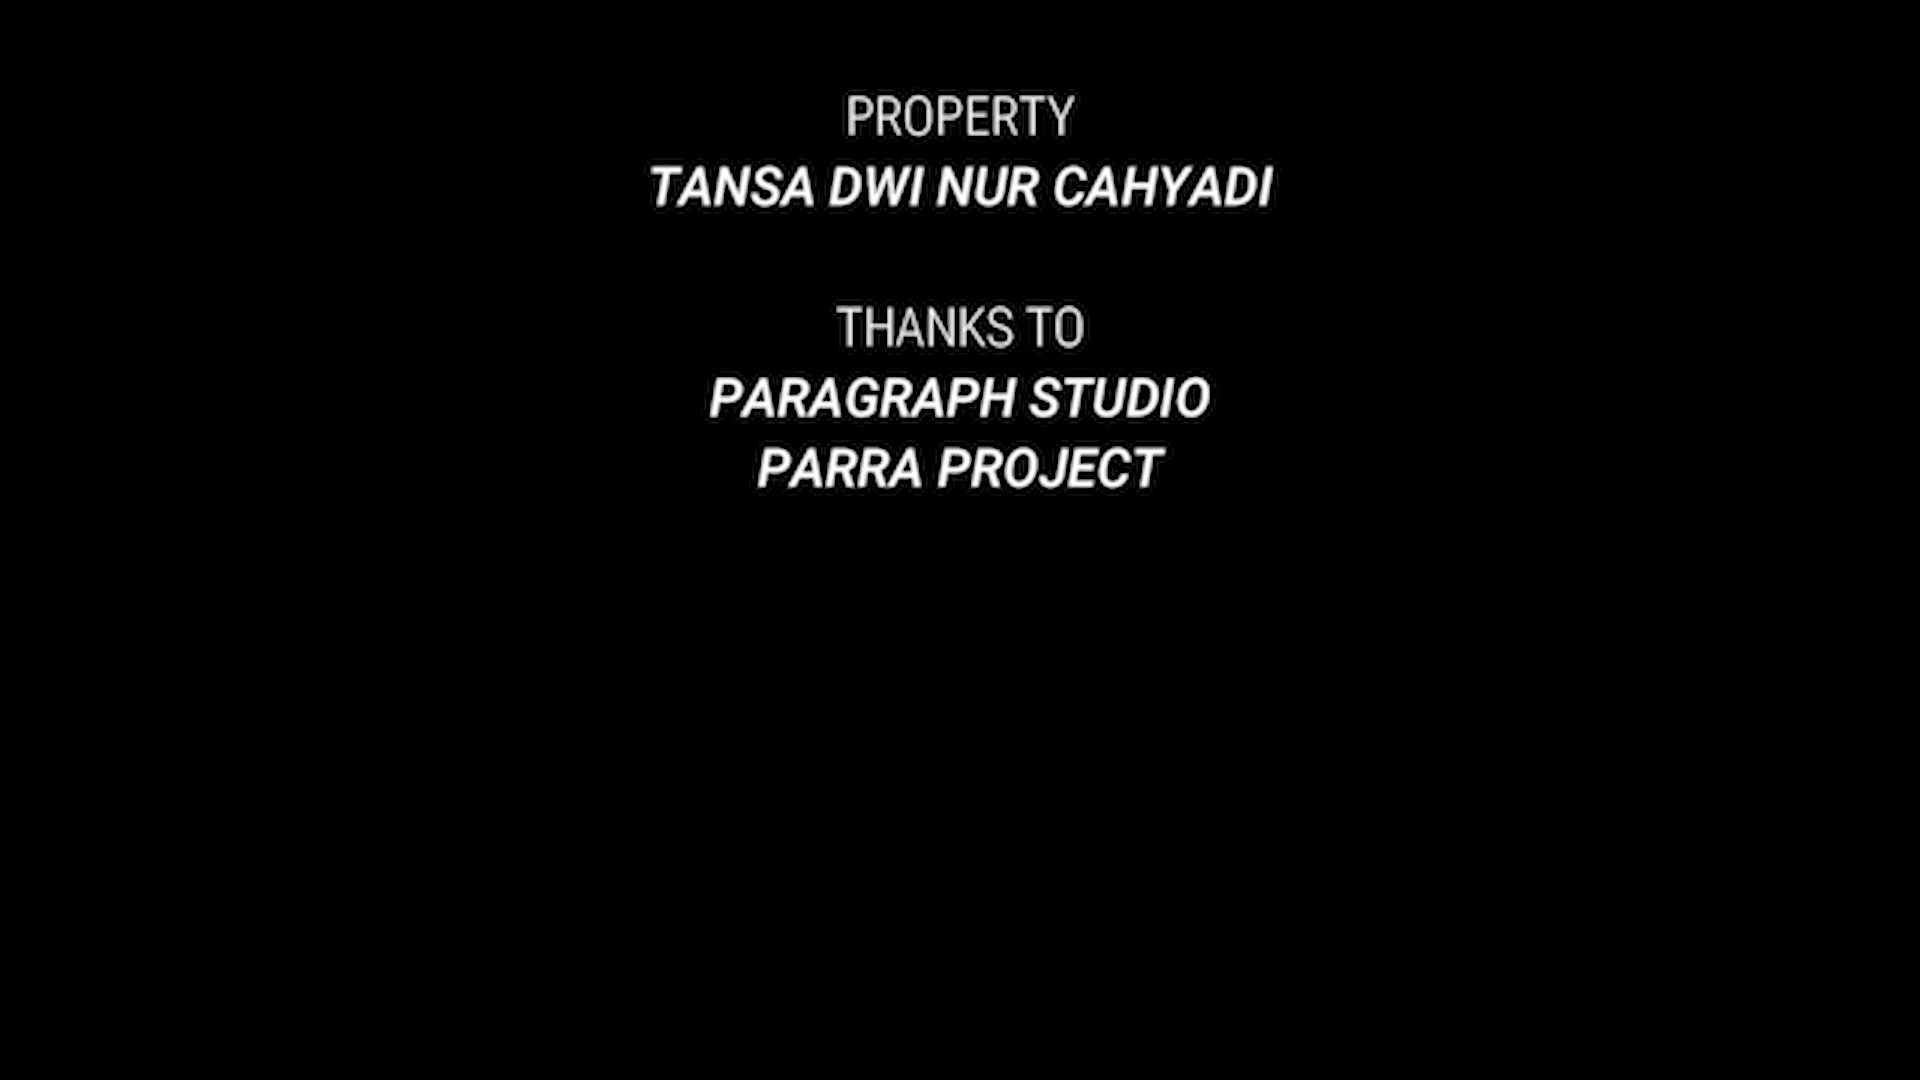 PROPERTY
TANSA DWI NUR CAHYADI
THANKS TO
PARAGRAPH STUDIO
PARRA PROJECT